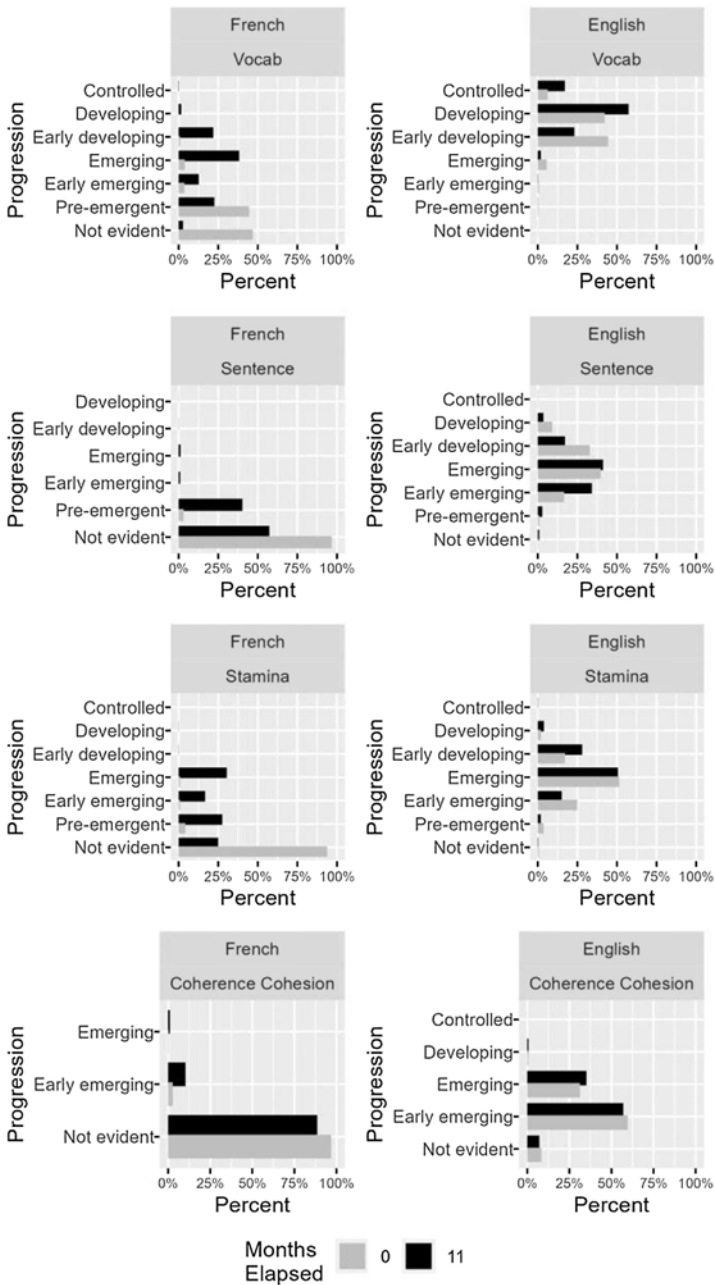 French
Vocab
Progression
Controlled
Developing
Early developing
Emerging
Early emerging
Pre-emergent
Not evident
0% 25% 50% 75% 100%
Percent
English
Vocab
Progression
Controlled
Developing
Early developing
Emerging
Early emerging
Pre-emergent
Not evident
0% 25% 50% 75% 100%
Percent
French
Sentence
Progression
Developing
Early developing
Emerging
Early emerging
Pre-emergent
Not evident
0% 25% 50% 75% 100%
Percent
English
Sentence
Progression
Controlled
Developing
Early developing
Emerging
Early emerging
Pre-emergent
Not evident
0% 25% 50% 75% 100%
Percent
French
Stamina
Progression
Controlled
Developing
Early developing
Emerging
Early emerging
Pre-emergent
Not evident
0% 25% 50% 75% 100%
Percent
English
Stamina
Progression
Controlled
Developing
Early developing
Emerging
Early emerging
Pre-emergent
Not evident
0% 25% 50% 75% 100%
Percent
French
Coherence Cohesion
Progression
Emerging
Early emerging
Not evident
0% 25% 50% 75% 100%
Percent
English
Coherence Cohesion
Progression
Controlled
Developing
Emerging
Early emerging
Not evident
0% 25% 50% 75% 100%
Percent
Months
Elapsed
0 11